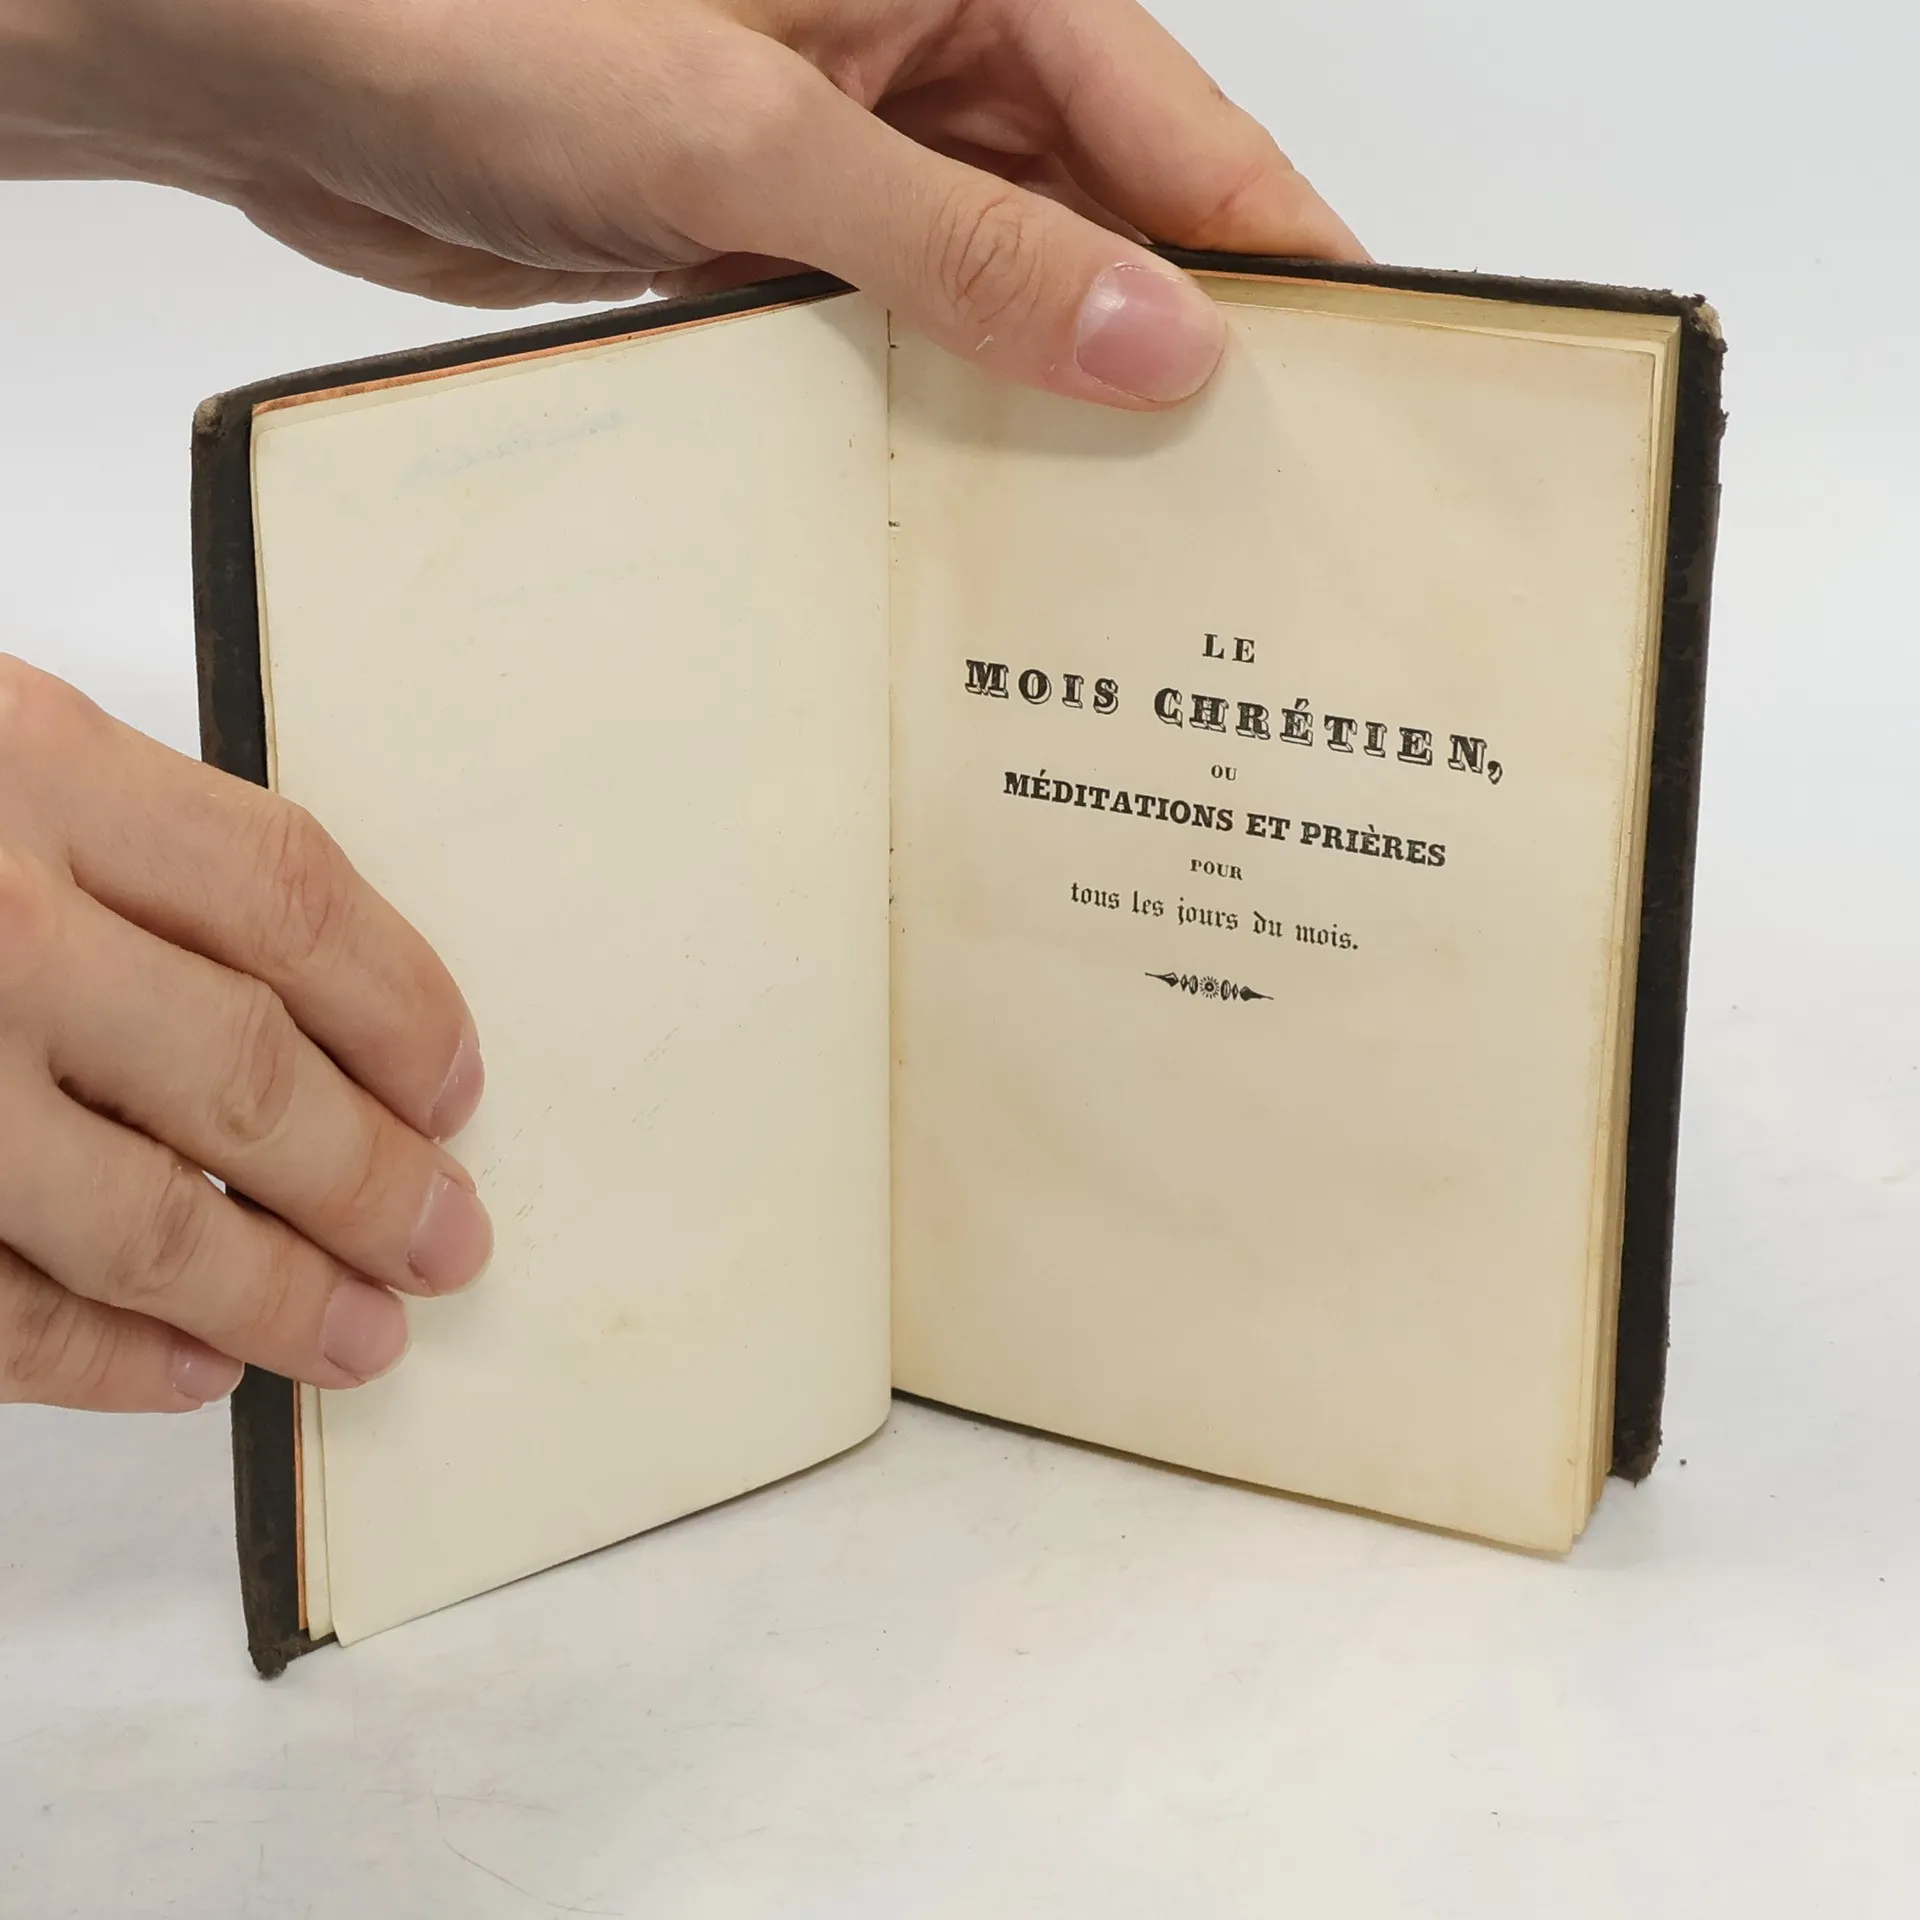 LE
MOIS CHRÉTIEN,
OU
MÉDITATIONS ET PRIÈRES
POUR
tous les jours du mois.